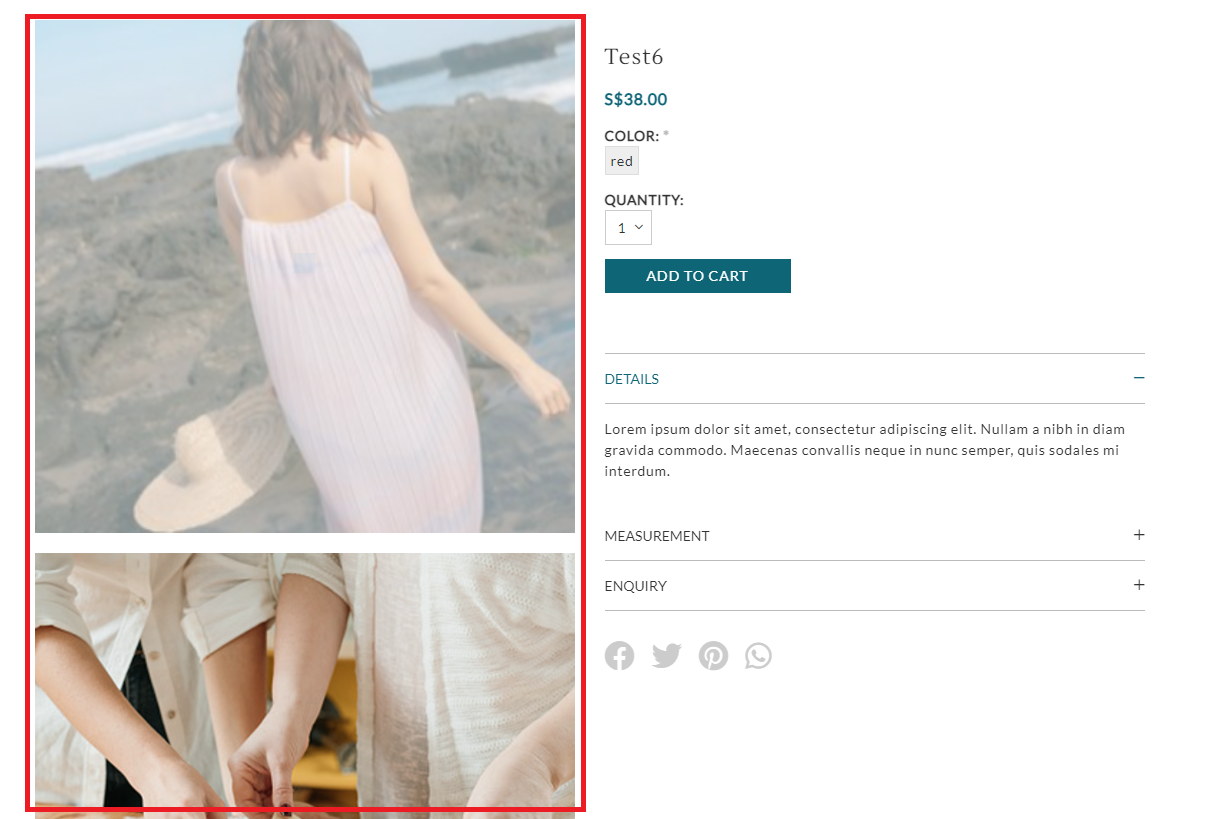 Test6
S$38.00
COLOR: *
red
QUANTITY:
1
ADD TO CART
DETAILS
Lorem ipsum dolor sit amet, consectetur adipiscing elit. Nullam a nibh in diam
gravida commodo. Maecenas convallis neque in nunc semper, quis sodales mi
interdum.
MEASUREMENT
ENQUIRY